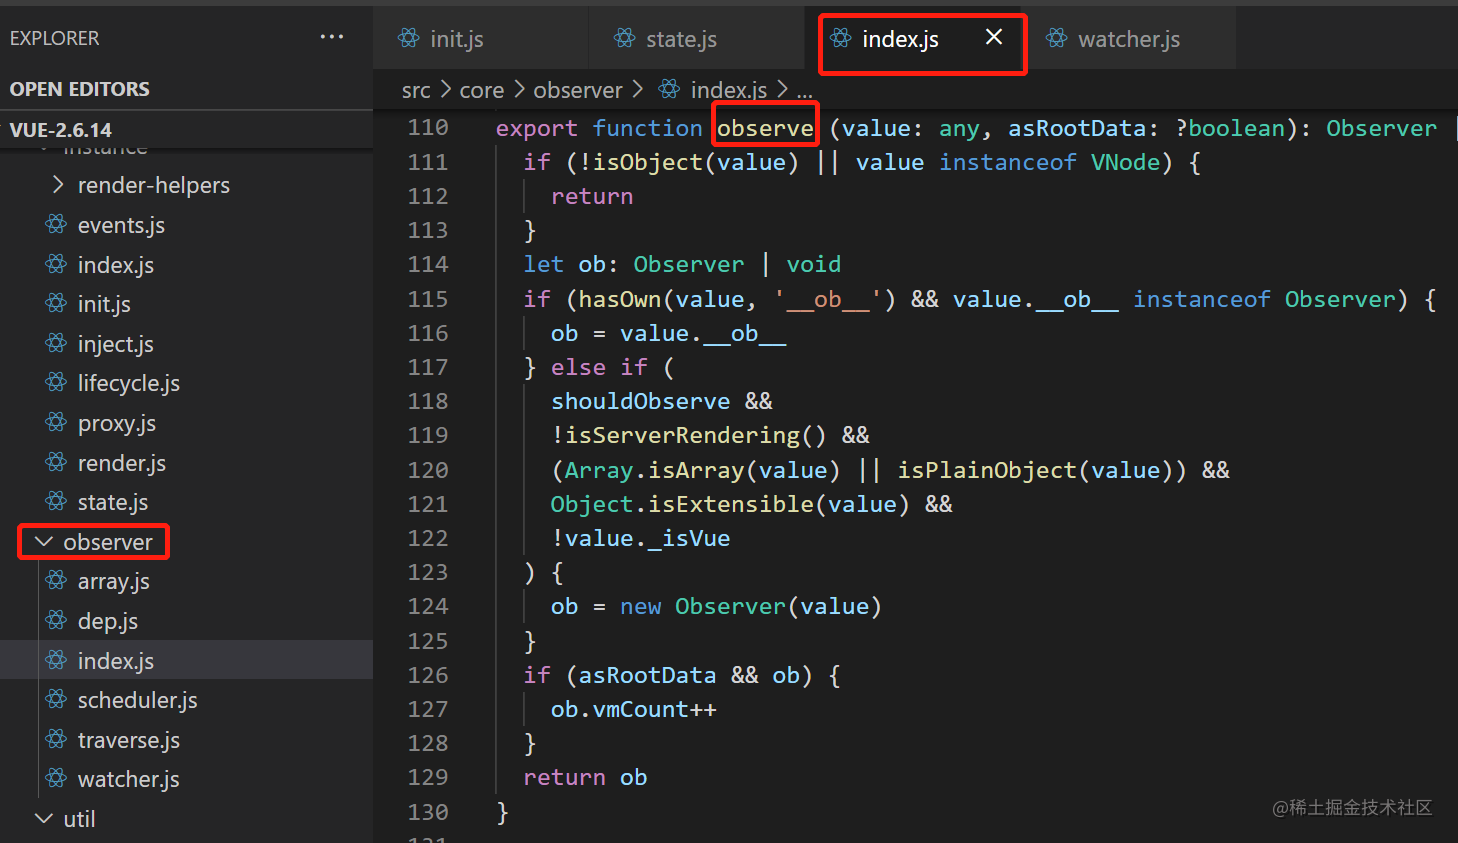 EXPLORER
...
OPEN EDITORS
VUE-2.6.14
instance
render-helpers
events.js
index.js
init.js
inject.js
lifecycle.js
proxy.js
render.js
state.js
observer
array.js
dep.js
index.js
scheduler.js
traverse.js
watcher.js
util
init.js
state.js
index.js
watcher.js
src > core > observer > index.js > ...
110 export function observe (value: any, asRootData: ?boolean): Observer |
111 if (!isObject(value) || value instanceof VNode) {
112 return
113 }
114 let ob: Observer | void
115 if (hasOwn(value, '__ob__') && value.__ob__ instanceof Observer) {
116 ob = value.__ob__
117 } else if (
118 shouldObserve &&
119 !isServerRendering() &&
120 (Array.isArray(value) || isPlainObject(value)) &&
121 Object.isExtensible(value) &&
122 !value._isVue
123 ) {
124 ob = new Observer(value)
125 }
126 if (asRootData && ob) {
127 ob.vmCount++
128 }
129 return ob
130 }
131
@稀土掘金技术社区